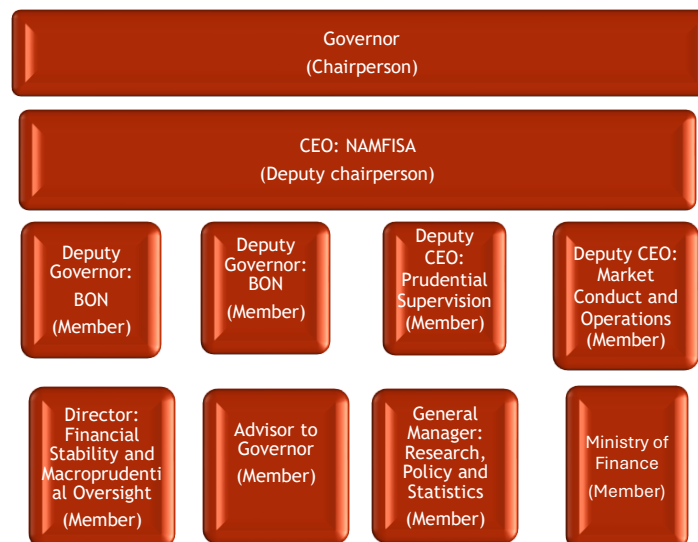 Governor
(Chairperson)
CEO: NAMFISA
(Deputy chairperson)
Deputy
Governor:
BON
(Member)
Deputy
Governor:
BON
(Member)
Deputy
CEO:
Prudential
Supervision
(Member)
Deputy CEO:
Market
Conduct and
Operations
(Member)
Director:
Financial
Stability and
Macroprudenti
al Oversight
(Member)
Advisor to
Governor
(Member)
General
Manager:
Research,
Policy and
Statistics
(Member)
Ministry of
Finance
(Member)